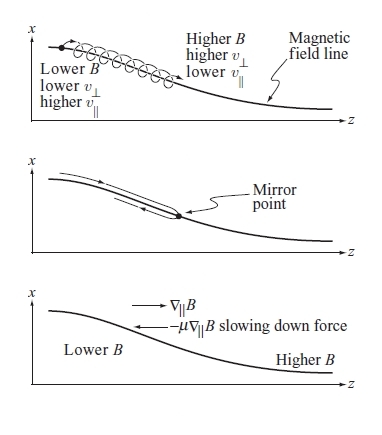 x
Higher B
higher v⊥
lower v∥
Magnetic
field line
Lower B
lower v⊥
higher v∥
z
x
Mirror
point
z
x
∇∥B
–μ∇∥B slowing down force
Lower B
Higher B
z